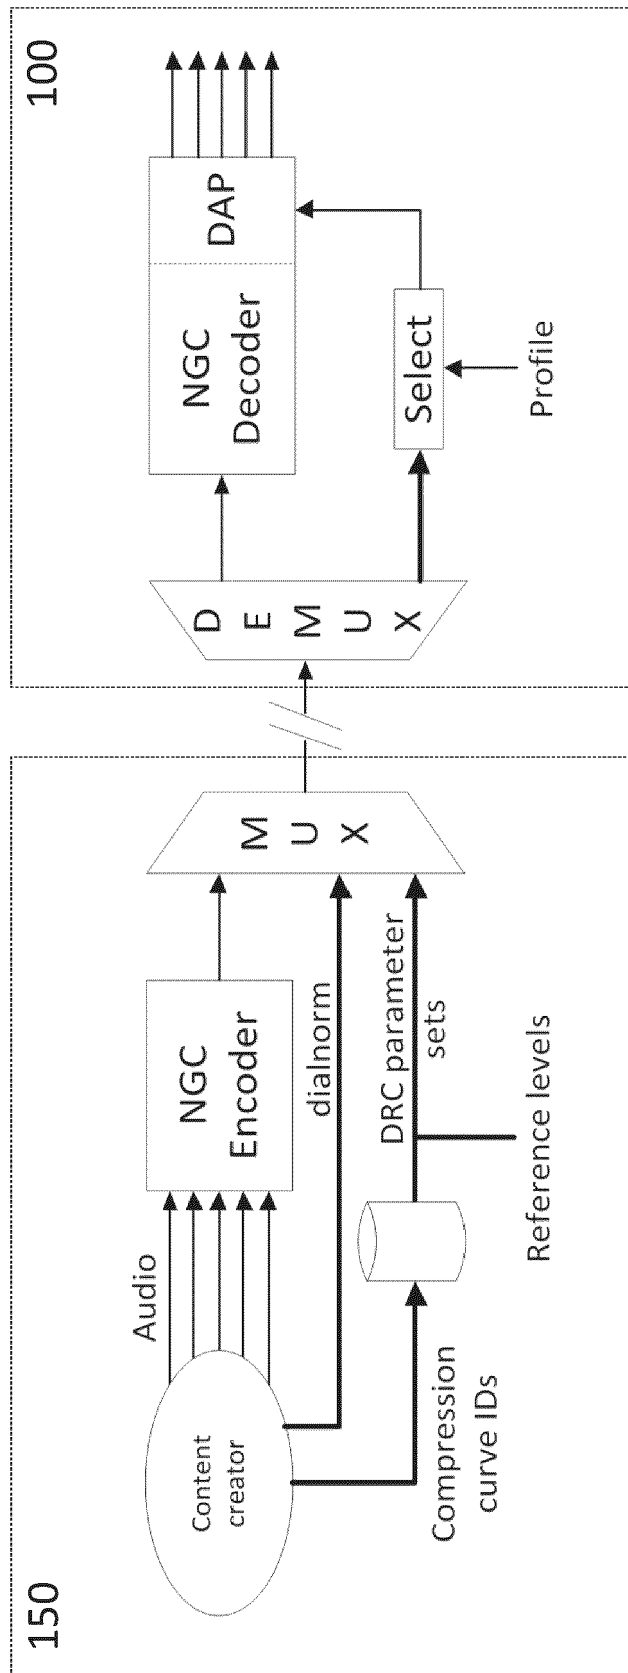 150
Content
creator
Audio
NGC
Encoder
dialnorm
Compression
curve IDs
DRC parameter
sets
Reference levels
M
U
X
100
D
E
M
U
X
NGC
Decoder
DAP
Select
Profile